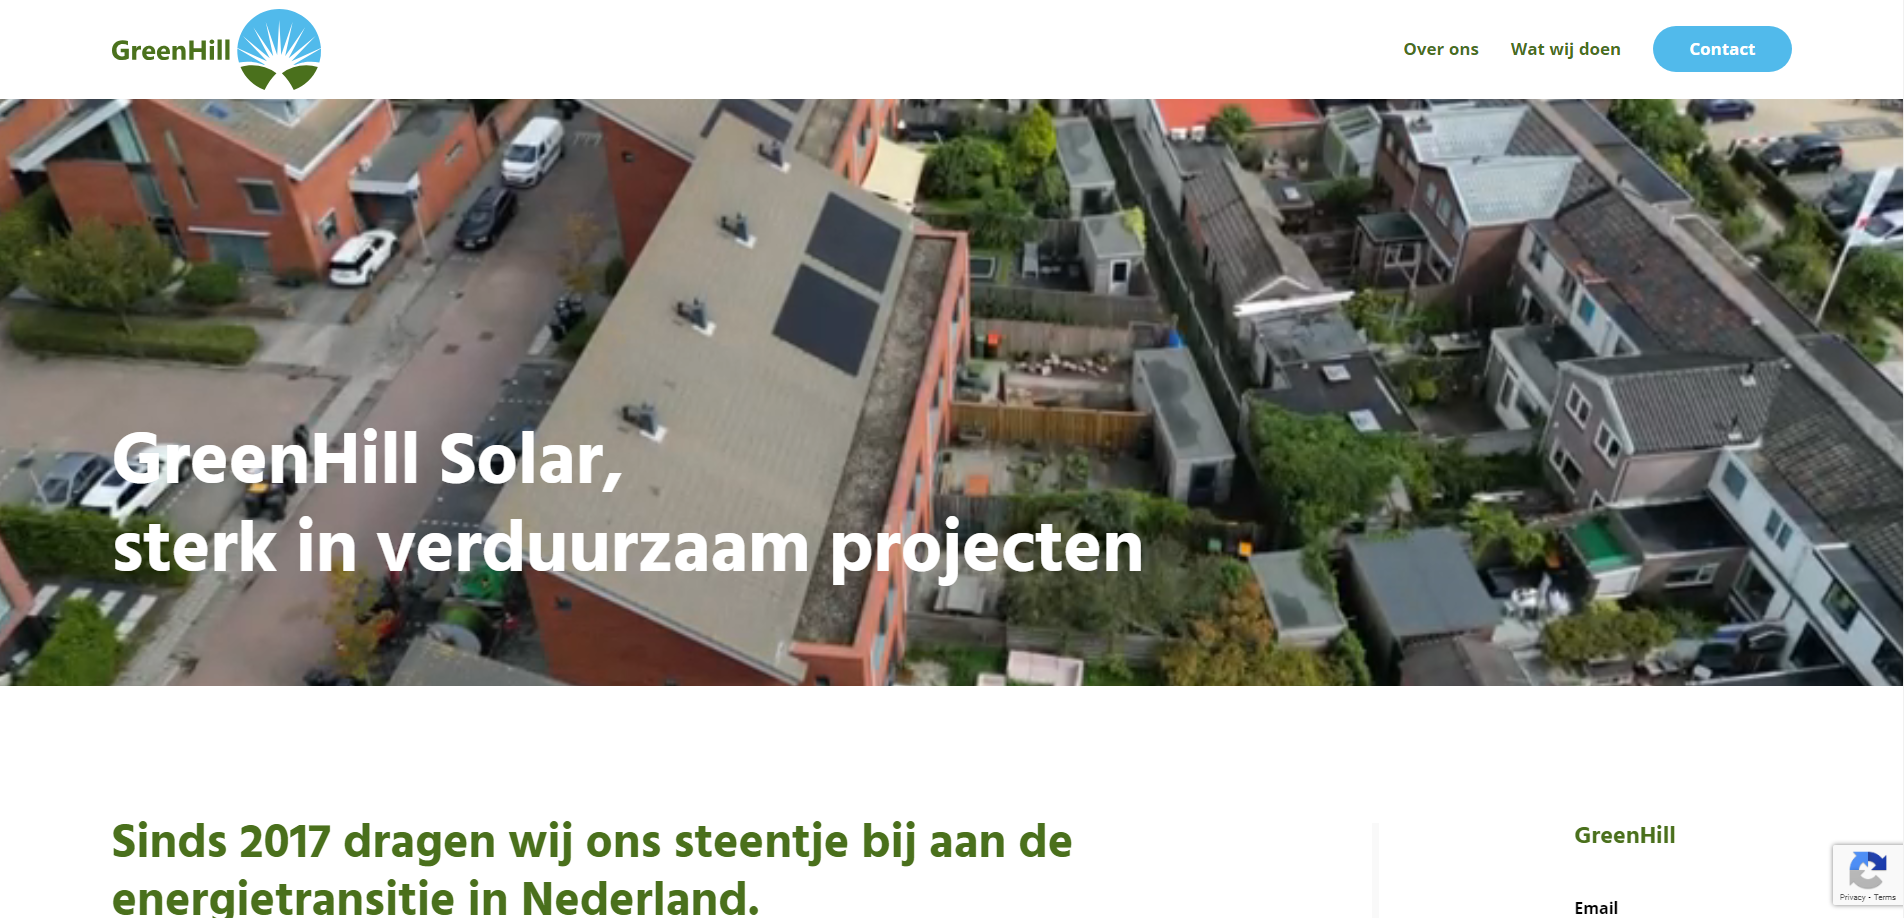 GreenHill
Over ons
Wat wij doen
Contact
GreenHill Solar,
sterk in verduurzaam projecten
Sinds 2017 dragen wij ons steentje bij aan de
energietransitie in Nederland.
GreenHill
Email
Privacy - Terms